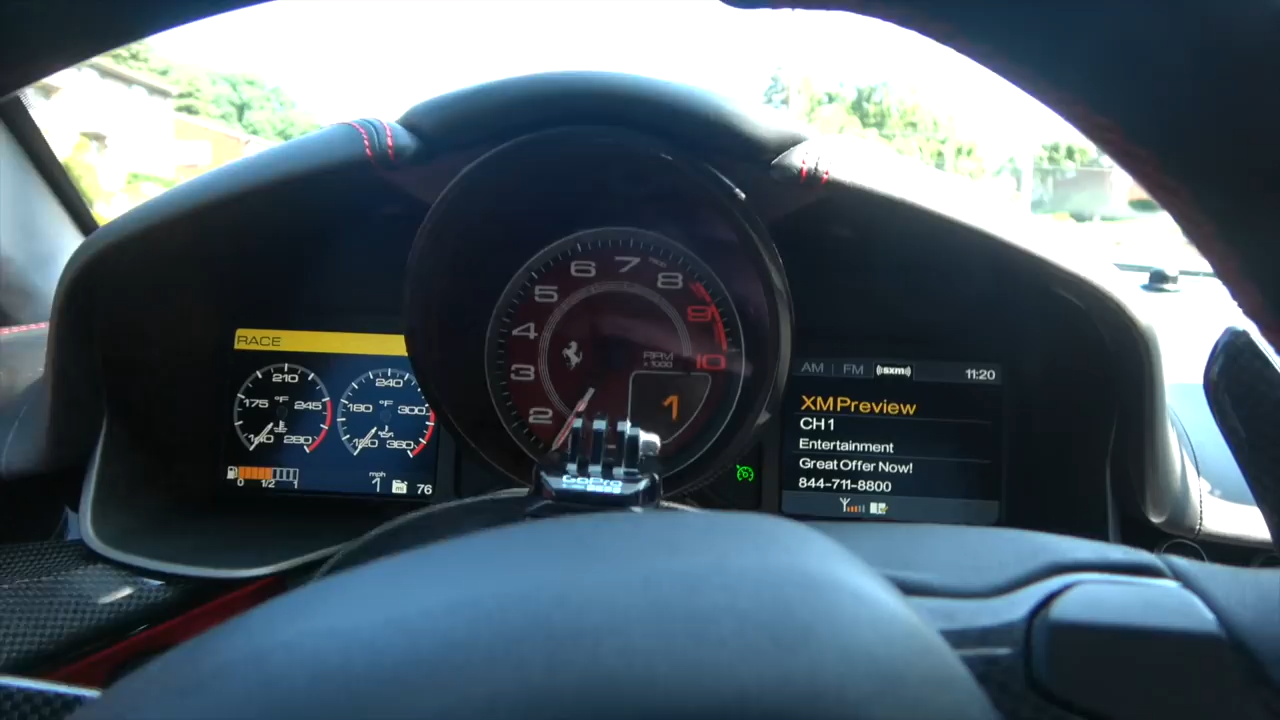 RACE
210
175 °F 245
140 280
240
180 °F 300
120 360
0 1/2 1
mph
1 mi 76
2
3
4
5
6
7
8
9
10
RPM
x 1000
1
GoPro
AM FM ((sxm)) 11:20
XM Preview
CH1
Entertainment
Great Offer Now!
844-711-8800